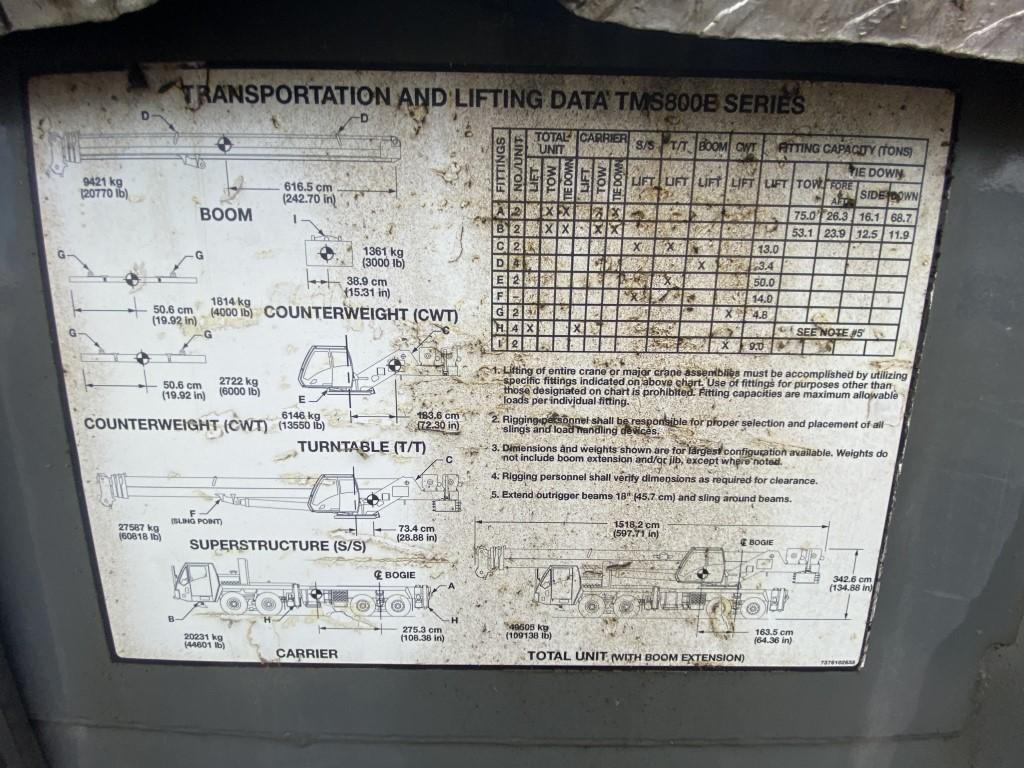 TRANSPORTATION AND LIFTING DATA TMS800E SERIES
D
D
9421 kg
(20770 lb)
616.5 cm
(242.70 in)
BOOM
I
1361 kg
(3000 lb)
38.9 cm
(15.31 in)
G
G
50.6 cm
(19.92 in)
1814 kg
(4000 lb)
COUNTERWEIGHT (CWT)
G
G
50.6 cm
(19.92 in)
2722 kg
(6000 lb)
COUNTERWEIGHT (CWT)
C
E
6146 kg
(13550 lb)
183.6 cm
(72.30 in)
TURNTABLE (T/T)
C
F
(SLING POINT)
27587 kg
(60818 lb)
73.4 cm
(28.88 in)
SUPERSTRUCTURE (S/S)
℄ BOGIE
A
B
H
H
20231 kg
(44601 lb)
275.3 cm
(108.38 in)
CARRIER
FITTINGS NO./UNIT TOTAL UNIT CARRIER S/S T/T BOOM CWT FITTING CAPACITY (TONS)
LIFT TOW TIE DOWN LIFT TOW TIE DOWN LIFT LIFT LIFT LIFT LIFT TOW TIE DOWN
FORE & AFT SIDE DOWN
A 2 X X X X 75.0 26.3 16.1 68.7
B 2 X X X X 53.1 23.9 12.5 11.9
C 2 X X 13.0
D 4 X 3.4
E 2 X 50.0
F - X 14.0
G 2 X 4.8
H 4 X X SEE NOTE #5
I 2 X 9.0
1. Lifting of entire crane or major crane assemblies must be accomplished by utilizing
specific fittings indidated on above chart. Use of fittings for purposes other than
those designated on chart is prohibited. Fitting capacities are maximum allowable
loads per individual fitting.
2. Rigging personnel shall be responsible for proper selection and placement of all
slings and load handling devices.
3. Dimensions and weights shown are for largest configuration available. Weights do
not include boom extension and/or jib, except where noted.
4. Rigging personnel shall verify dimensions as required for clearance.
5. Extend outrigger beams 18" (45.7 cm) and sling around beams.
1518.2 cm
(597.71 in)
℄ BOGIE
342.6 cm
(134.88 in)
49505 kg
(109138 lb)
163.5 cm
(64.36 in)
TOTAL UNIT (WITH BOOM EXTENSION)